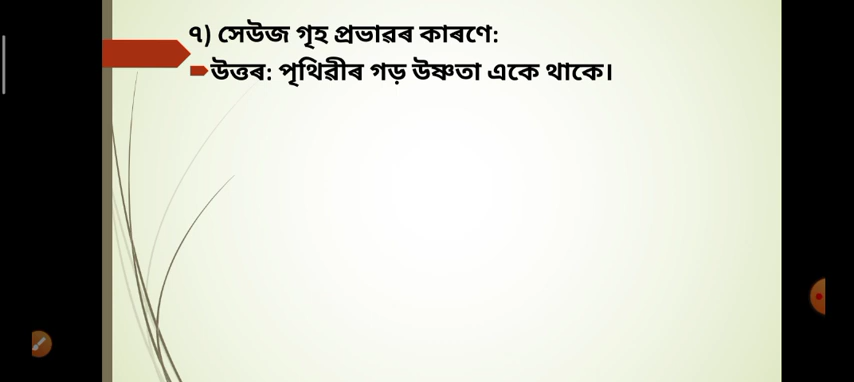 ৭) সেউজ গৃহ প্ৰভাৱৰ কাৰণে:
উত্তৰ: পৃথিৱীৰ গড় উষ্ণতা একে থাকে।